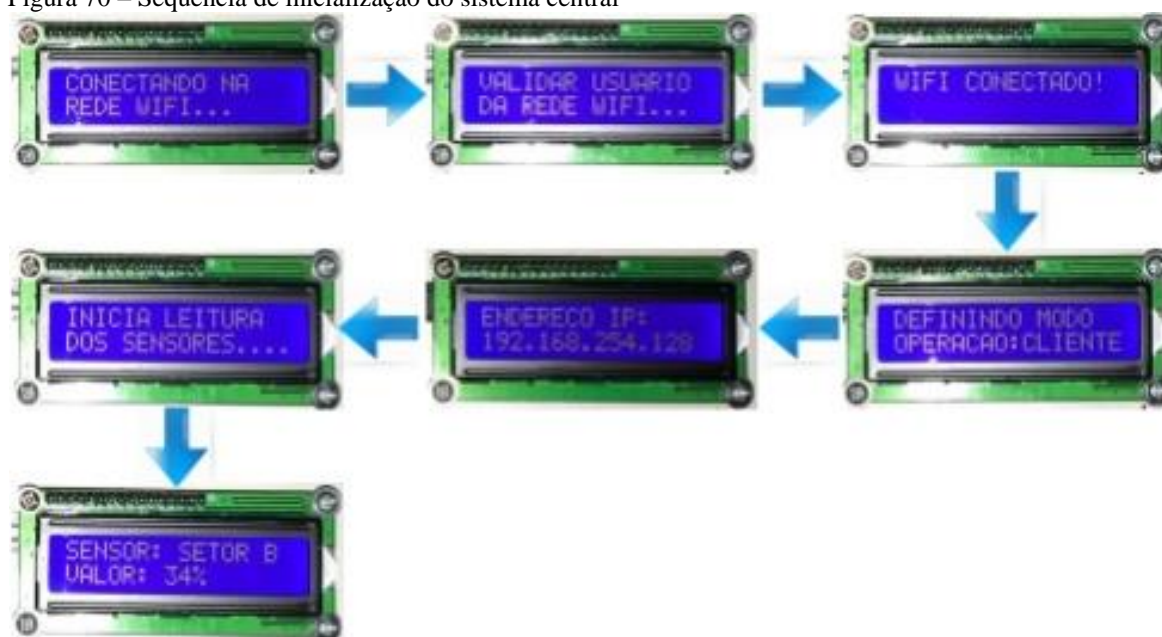 Figura 70 – Sequência de inicialização do sistema central
CONECTANDO NA
REDE WIFI...
VALIDAR USUARIO
DA REDE WIFI...
WIFI CONECTADO!
DEFININDO MODO
OPERACAO:CLIENTE
ENDERECO IP:
192.168.254.128
INICIA LEITURA
DOS SENSORES....
SENSOR: SETOR B
VALOR: 34%